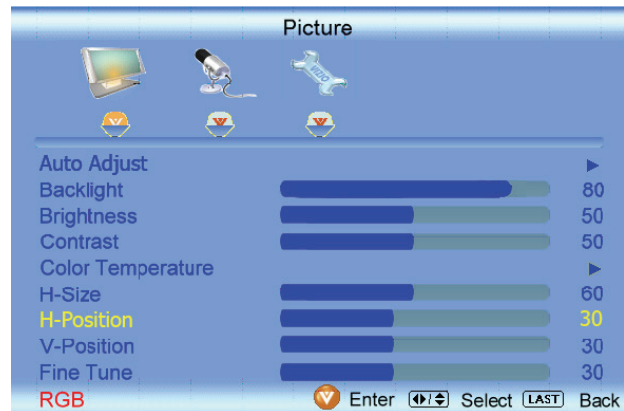 Picture
VIZIO
Auto Adjust
Backlight 80
Brightness 50
Contrast 50
Color Temperature
H-Size 60
H-Position 30
V-Position 30
Fine Tune 30
RGB Enter Select LAST Back